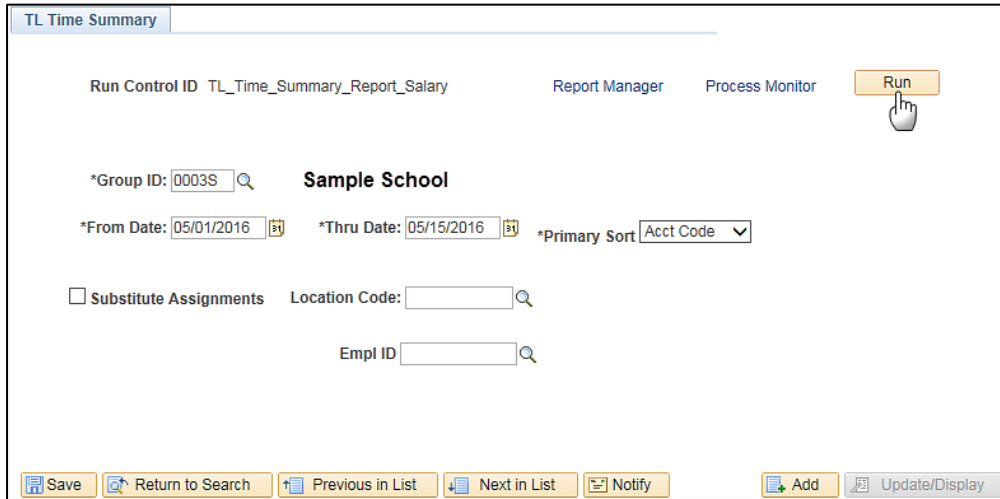 TL Time Summary
Run Control ID TL_Time_Summary_Report_Salary Report Manager Process Monitor Run
*Group ID: 0003S Sample School
*From Date: 05/01/2016 31 *Thru Date: 05/15/2016 31 *Primary Sort Acct Code
Substitute Assignments Location Code:
Empl ID
Save Return to Search Previous in List Next in List Notify Add Update/Display